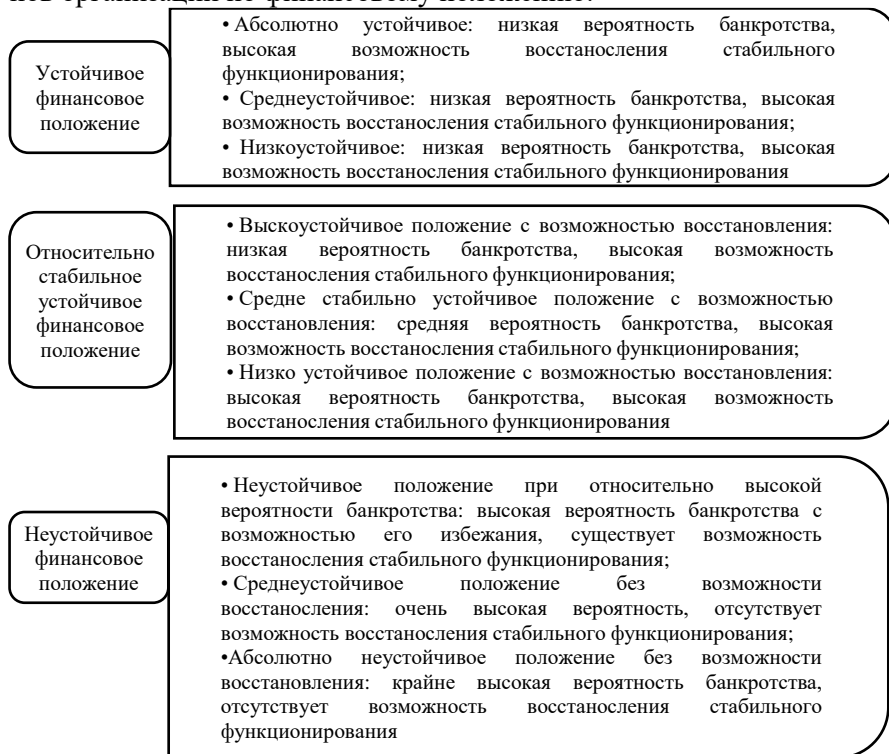 нов организации по финансовому положению:
Устойчивое
финансовое
положение
• Абсолютно устойчивое: низкая вероятность банкротства,
высокая возможность восстаносления стабильного
функционирования;
• Среднеустойчивое: низкая вероятность банкротства, высокая
возможность восстаносления стабильного функционирования;
• Низкоустойчивое: низкая вероятность банкротства, высокая
возможность восстаносления стабильного функционирования
Относительно
стабильное
устойчивое
финансовое
положение
• Выскоустойчивое положение с возможностью восстановления:
низкая вероятность банкротства, высокая возможность
восстаносления стабильного функционирования;
• Средне стабильно устойчивое положение с возможностью
восстановления: средняя вероятность банкротства, высокая
возможность восстаносления стабильного функционирования;
• Низко устойчивое положение с возможностью восстановления:
высокая вероятность банкротства, высокая возможность
восстаносления стабильного функционирования
Неустойчивое
финансовое
положение
• Неустойчивое положение при относительно высокой
вероятности банкротства: высокая вероятность банкротства с
возможностью его избежания, существует возможность
восстаносления стабильного функционирования;
• Среднеустойчивое положение без возможности
восстаносления: очень высокая вероятность, отсутствует
возможность восстаносления стабильного функционирования;
•Абсолютно неустойчивое положение без возможности
восстановления: крайне высокая вероятность банкротства,
отсутствует возможность восстаносления стабильного
функционирования